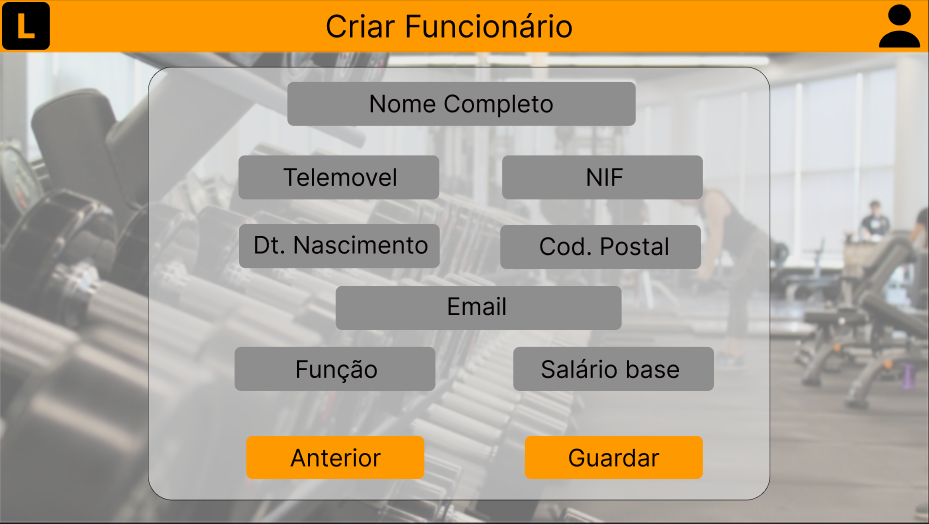 L
Criar Funcionário
Nome Completo
Telemovel
NIF
Dt. Nascimento
Cod. Postal
Email
Função
Salário base
Anterior
Guardar